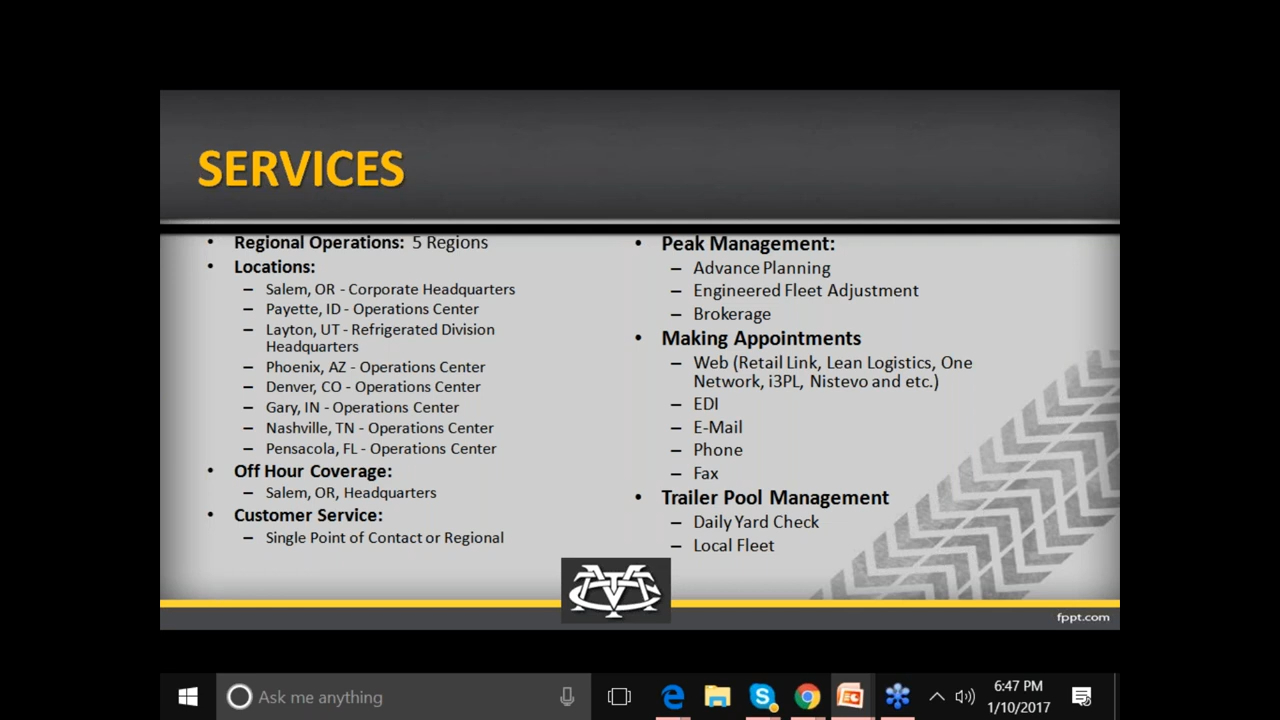 SERVICES
• Regional Operations: 5 Regions
• Locations:
– Salem, OR - Corporate Headquarters
– Payette, ID - Operations Center
– Layton, UT - Refrigerated Division
Headquarters
– Phoenix, AZ - Operations Center
– Denver, CO - Operations Center
– Gary, IN - Operations Center
– Nashville, TN - Operations Center
– Pensacola, FL - Operations Center
• Off Hour Coverage:
– Salem, OR, Headquarters
• Customer Service:
– Single Point of Contact or Regional
• Peak Management:
– Advance Planning
– Engineered Fleet Adjustment
– Brokerage
• Making Appointments
– Web (Retail Link, Lean Logistics, One
Network, i3PL, Nistevo and etc.)
– EDI
– E-Mail
– Phone
– Fax
• Trailer Pool Management
– Daily Yard Check
– Local Fleet
fppt.com
Ask me anything
6:47 PM
1/10/2017